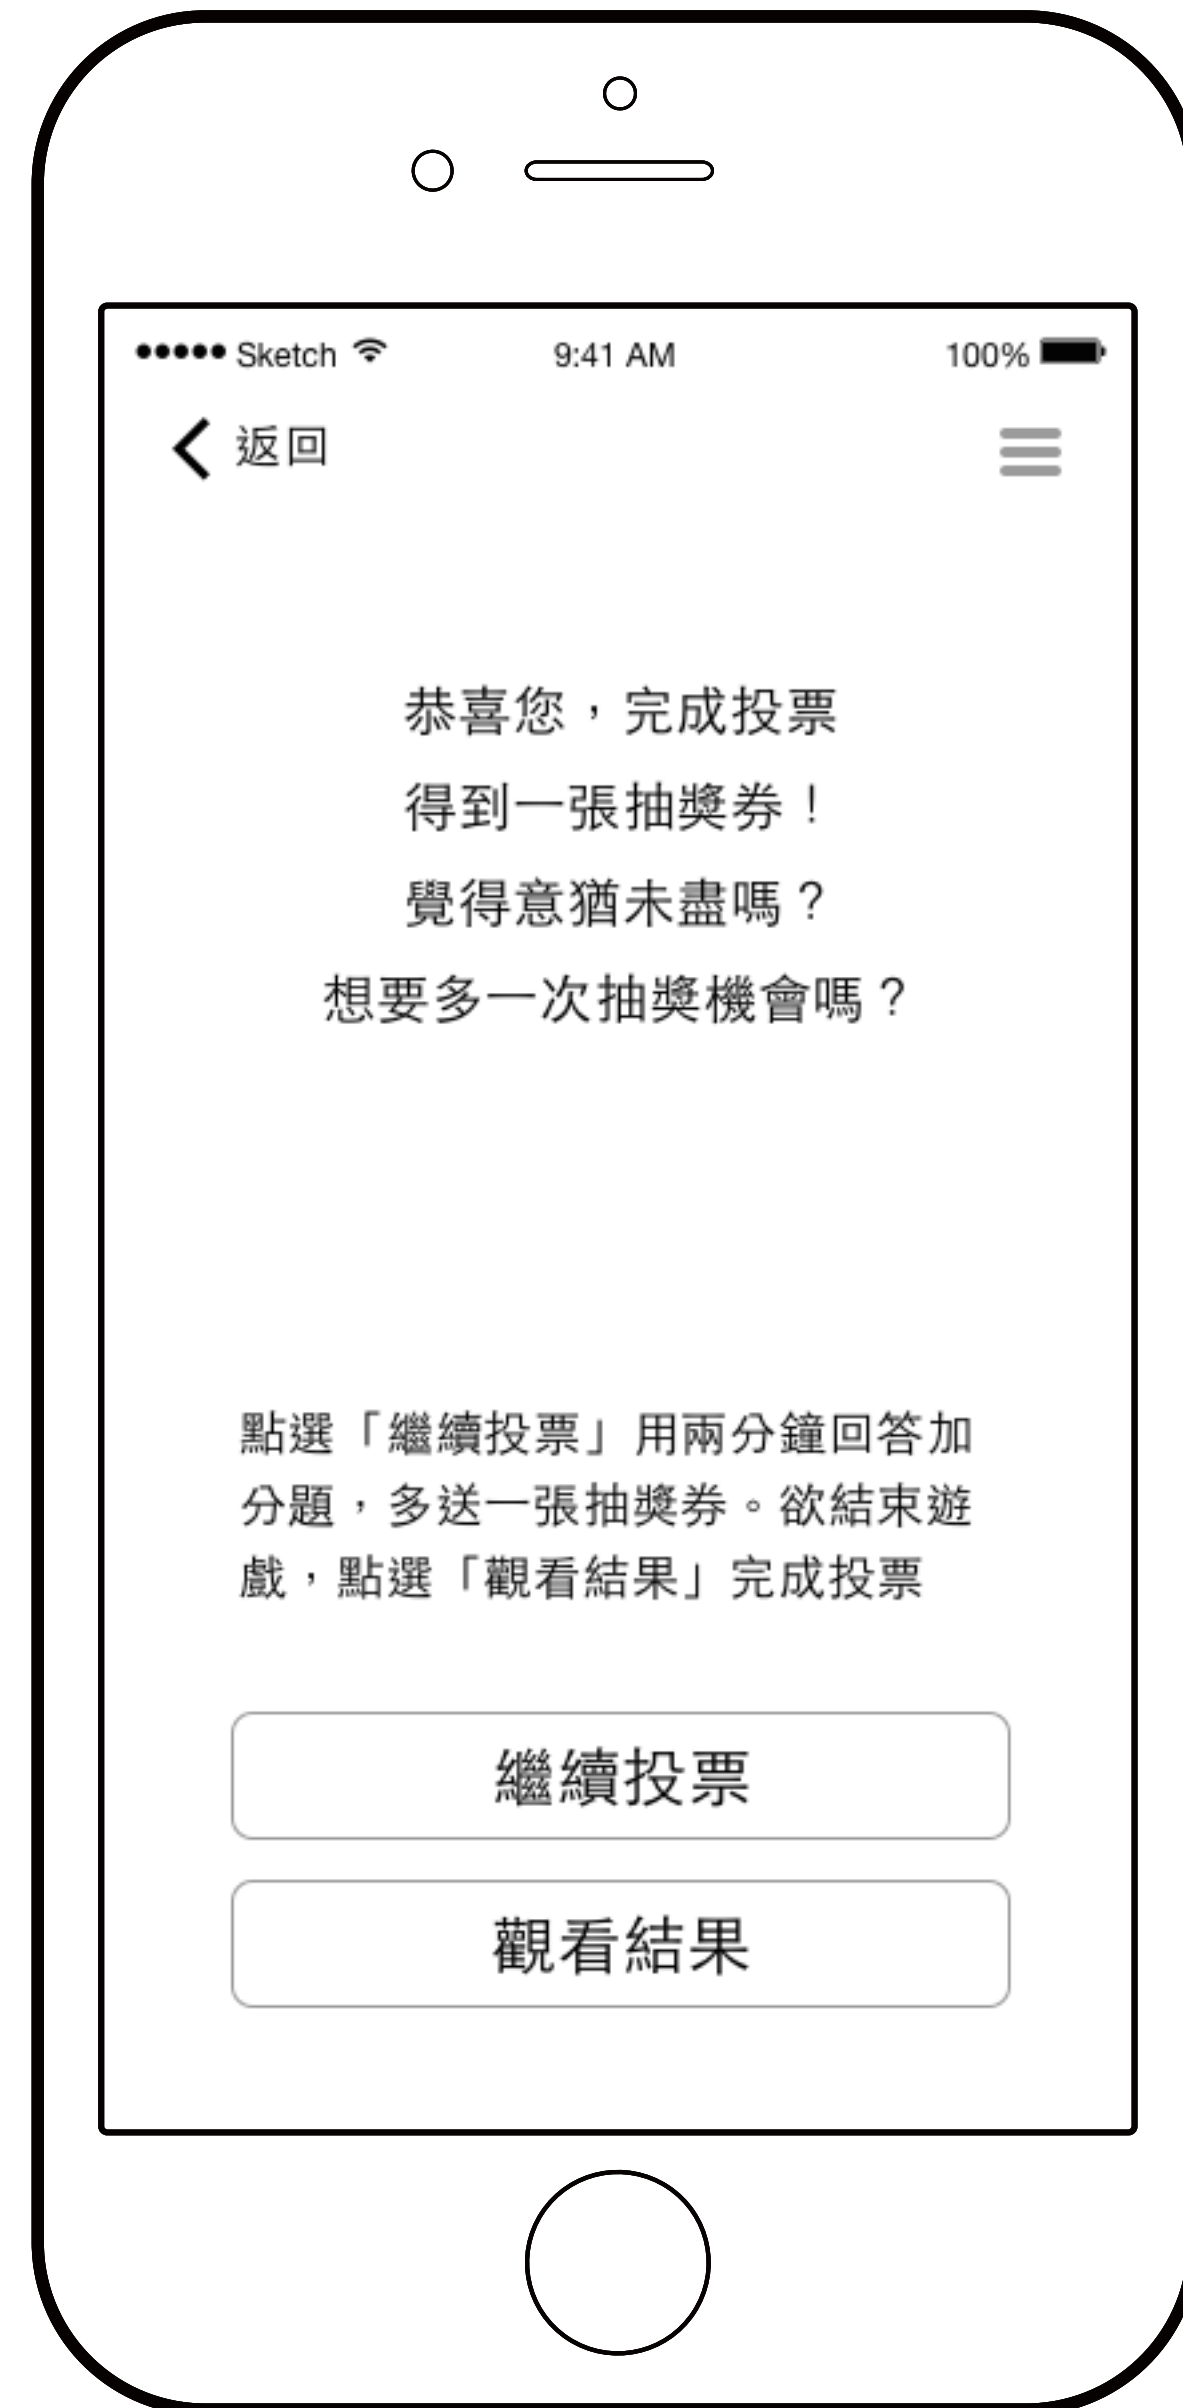 Sketch 9:41 AM 100%
返回
恭喜您，完成投票
得到一張抽獎券！
覺得意猶未盡嗎？
想要多一次抽獎機會嗎？
點選「繼續投票」用兩分鐘回答加
分題，多送一張抽獎券。欲結束遊
戲，點選「觀看結果」完成投票
繼續投票
觀看結果